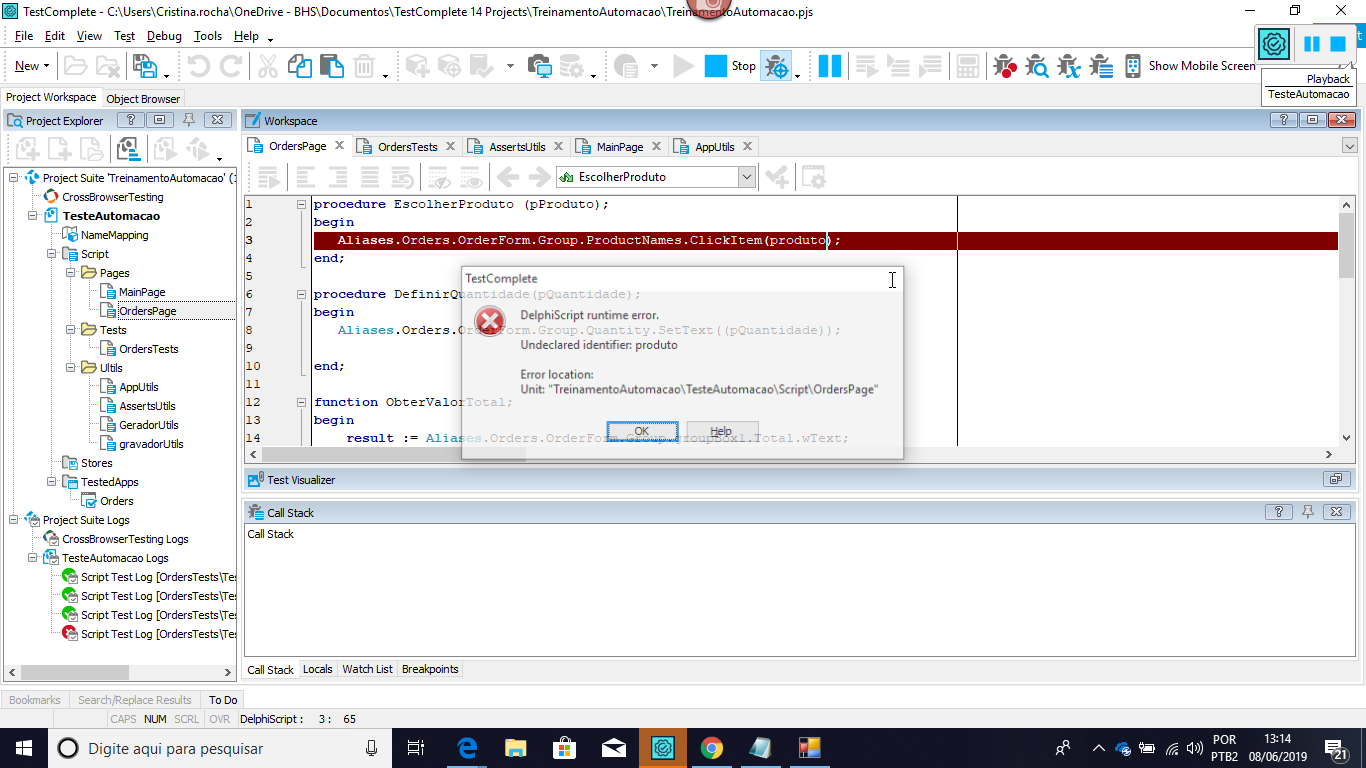 TestComplete - C:\Users\Cristina.rocha\OneDrive - BHS\Documentos\TestComplete 14 Projects\TreinamentoAutomacao\TreinamentoAutomacao.pjs
File Edit View Test Debug Tools Help
New Stop Show Mobile Screen
Playback
TesteAutomacao
Project Workspace Object Browser
Project Explorer
Project Suite 'TreinamentoAutomacao' (1
CrossBrowserTesting
TesteAutomacao
NameMapping
Script
Pages
MainPage
OrdersPage
Tests
OrdersTests
Ultils
AppUtils
AssertsUtils
GeradorUtils
gravadorUtils
Stores
TestedApps
Orders
Project Suite Logs
CrossBrowserTesting Logs
TesteAutomacao Logs
Script Test Log [OrdersTests\Tes
Script Test Log [OrdersTests\Tes
Script Test Log [OrdersTests\Tes
Script Test Log [OrdersTests\Tes
Workspace
OrdersPage OrdersTests AssertsUtils MainPage AppUtils
EscolherProduto
1 procedure EscolherProduto (pProduto);
2 begin
3 Aliases.Orders.OrderForm.Group.ProductNames.ClickItem(produto);
4 end;
5
6 procedure DefinirQuantidade(pQuantidade);
7 begin
8 Aliases.Orders.OrderForm.Group.Quantity.SetText((pQuantidade));
9
10 end;
11
12 function ObterValorTotal;
13 begin
14 result := Aliases.Orders.OrderForm.Group.groupBox1.Total.wText;
TestComplete
DelphiScript runtime error.
Undeclared identifier: produto
Error location:
Unit: "TreinamentoAutomacao\TesteAutomacao\Script\OrdersPage"
OK Help
Test Visualizer
Call Stack
Call Stack
Call Stack Locals Watch List Breakpoints
Bookmarks Search/Replace Results To Do
CAPS NUM SCRL OVR DelphiScript : 3: 65
Digite aqui para pesquisar
POR
PTB2
13:14
08/06/2019
21